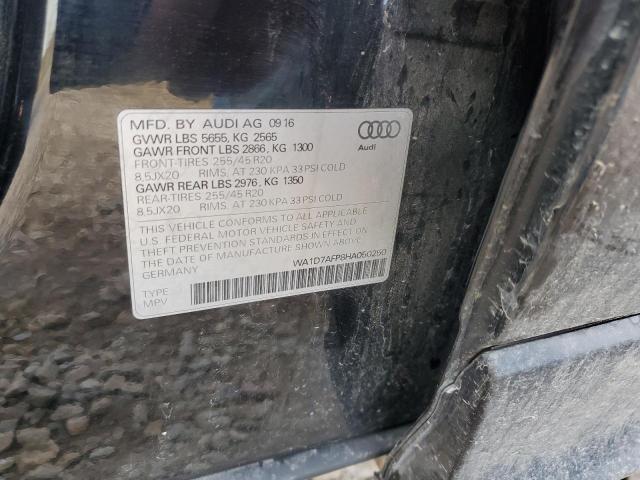 MFD. BY AUDI AG 09 16
GVWR LBS 5655, KG 2565
GAWR FRONT LBS 2866, KG 1300
FRONT-TIRES 255/45 R20
8.5JX20 RIMS, AT 230 KPA 33 PSI COLD
GAWR REAR LBS 2976, KG 1350
REAR-TIRES 255/45 R20
8.5JX20 RIMS, AT 230 KPA 33 PSI COLD
Audi
THIS VEHICLE CONFORMS TO ALL APPLICABLE
U.S. FEDERAL MOTOR VEHICLE SAFETY AND
THEFT PREVENTION STANDARDS IN EFFECT ON
THE DATE OF MANUFACTURE SHOWN ABOVE.
GERMANY
WA1D7AFP8HA050250
TYPE
MPV